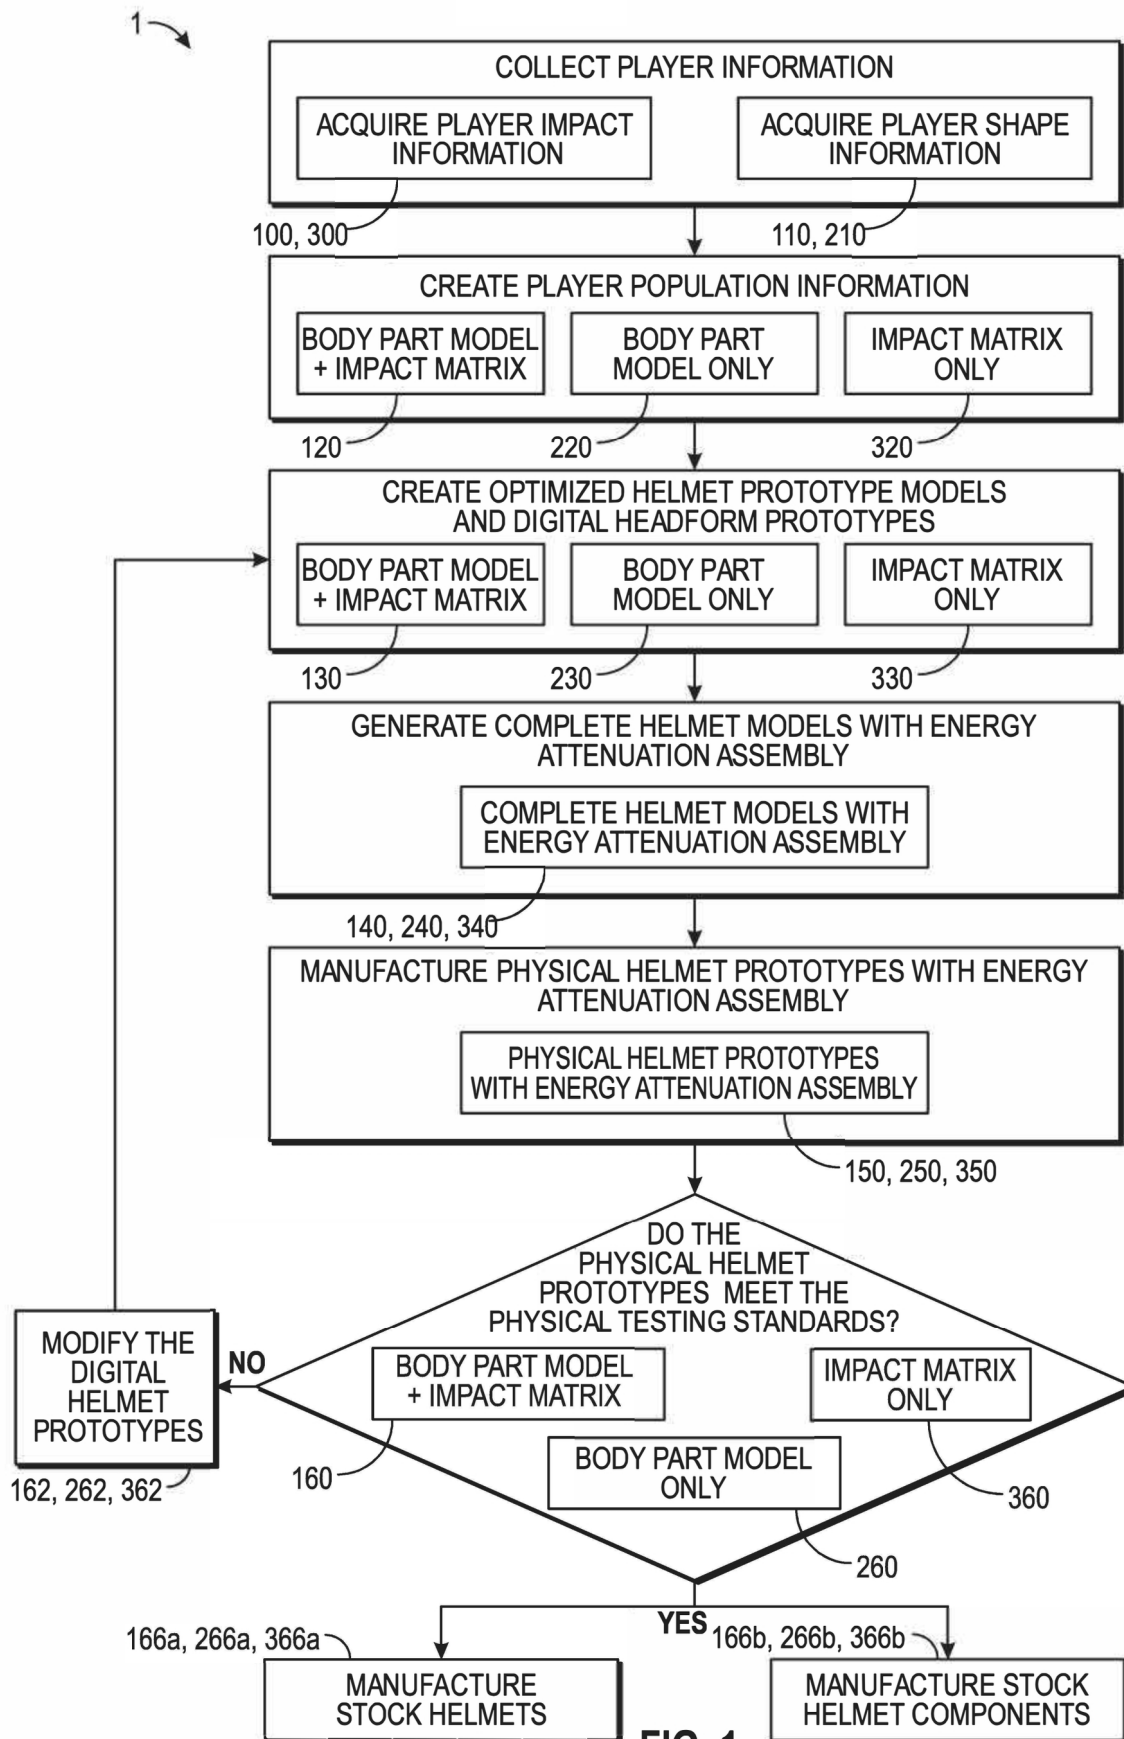 1
COLLECT PLAYER INFORMATION
ACQUIRE PLAYER IMPACT
INFORMATION
ACQUIRE PLAYER SHAPE
INFORMATION
100, 300
110, 210
CREATE PLAYER POPULATION INFORMATION
BODY PART MODEL
+ IMPACT MATRIX
BODY PART
MODEL ONLY
IMPACT MATRIX
ONLY
120
220
320
CREATE OPTIMIZED HELMET PROTOTYPE MODELS
AND DIGITAL HEADFORM PROTOTYPES
BODY PART MODEL
+ IMPACT MATRIX
BODY PART
MODEL ONLY
IMPACT MATRIX
ONLY
130
230
330
GENERATE COMPLETE HELMET MODELS WITH ENERGY
ATTENUATION ASSEMBLY
COMPLETE HELMET MODELS WITH
ENERGY ATTENUATION ASSEMBLY
140, 240, 340
MANUFACTURE PHYSICAL HELMET PROTOTYPES WITH ENERGY
ATTENUATION ASSEMBLY
PHYSICAL HELMET PROTOTYPES
WITH ENERGY ATTENUATION ASSEMBLY
150, 250, 350
DO THE
PHYSICAL HELMET
PROTOTYPES MEET THE
PHYSICAL TESTING STANDARDS?
BODY PART MODEL
+ IMPACT MATRIX
IMPACT MATRIX
ONLY
BODY PART MODEL
ONLY
160
360
260
NO
MODIFY THE
DIGITAL
HELMET
PROTOTYPES
162, 262, 362
YES
166a, 266a, 366a
166b, 266b, 366b
MANUFACTURE
STOCK HELMETS
MANUFACTURE STOCK
HELMET COMPONENTS
FIG. 1